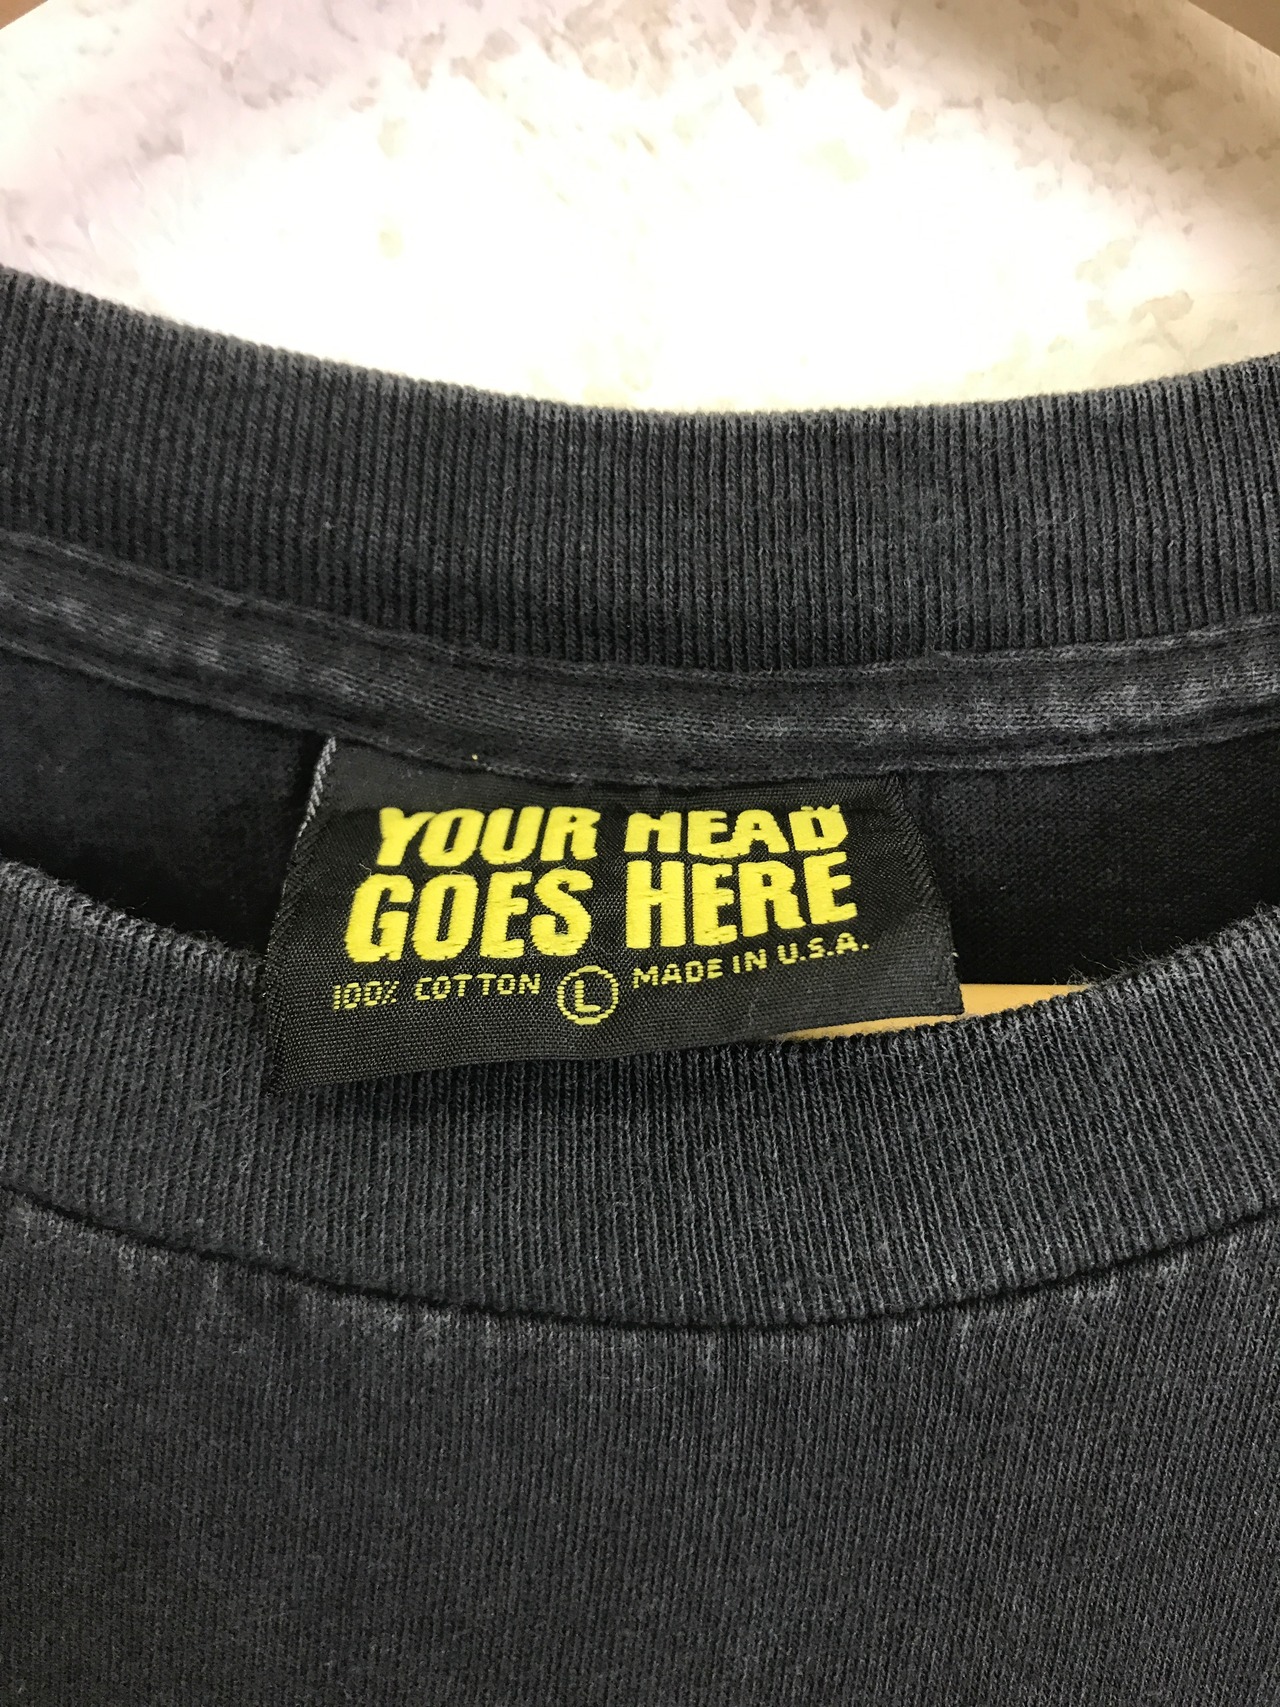 YOUR HEAD
GOES HERE
100% COTTON L MADE IN U.S.A.